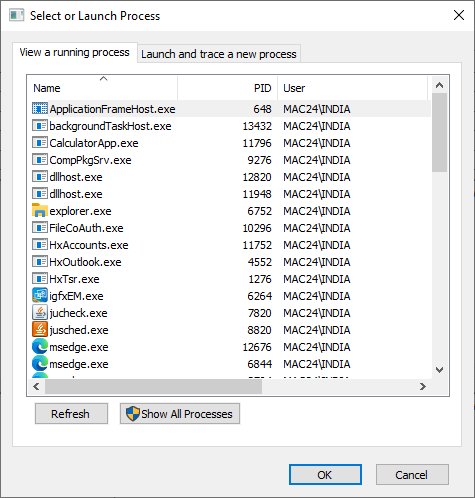 Select or Launch Process
View a running process Launch and trace a new process
Name PID User
ApplicationFrameHost.exe 648 MAC24\INDIA
backgroundTaskHost.exe 13432 MAC24\INDIA
CalculatorApp.exe 11796 MAC24\INDIA
CompPkgSrv.exe 9276 MAC24\INDIA
dllhost.exe 12820 MAC24\INDIA
dllhost.exe 11948 MAC24\INDIA
explorer.exe 6752 MAC24\INDIA
FileCoAuth.exe 10296 MAC24\INDIA
HxAccounts.exe 11752 MAC24\INDIA
HxOutlook.exe 4552 MAC24\INDIA
HxTsr.exe 1276 MAC24\INDIA
igfxEM.exe 6264 MAC24\INDIA
jucheck.exe 7820 MAC24\INDIA
jusched.exe 8820 MAC24\INDIA
msedge.exe 12676 MAC24\INDIA
msedge.exe 6844 MAC24\INDIA
Refresh Show All Processes
OK Cancel